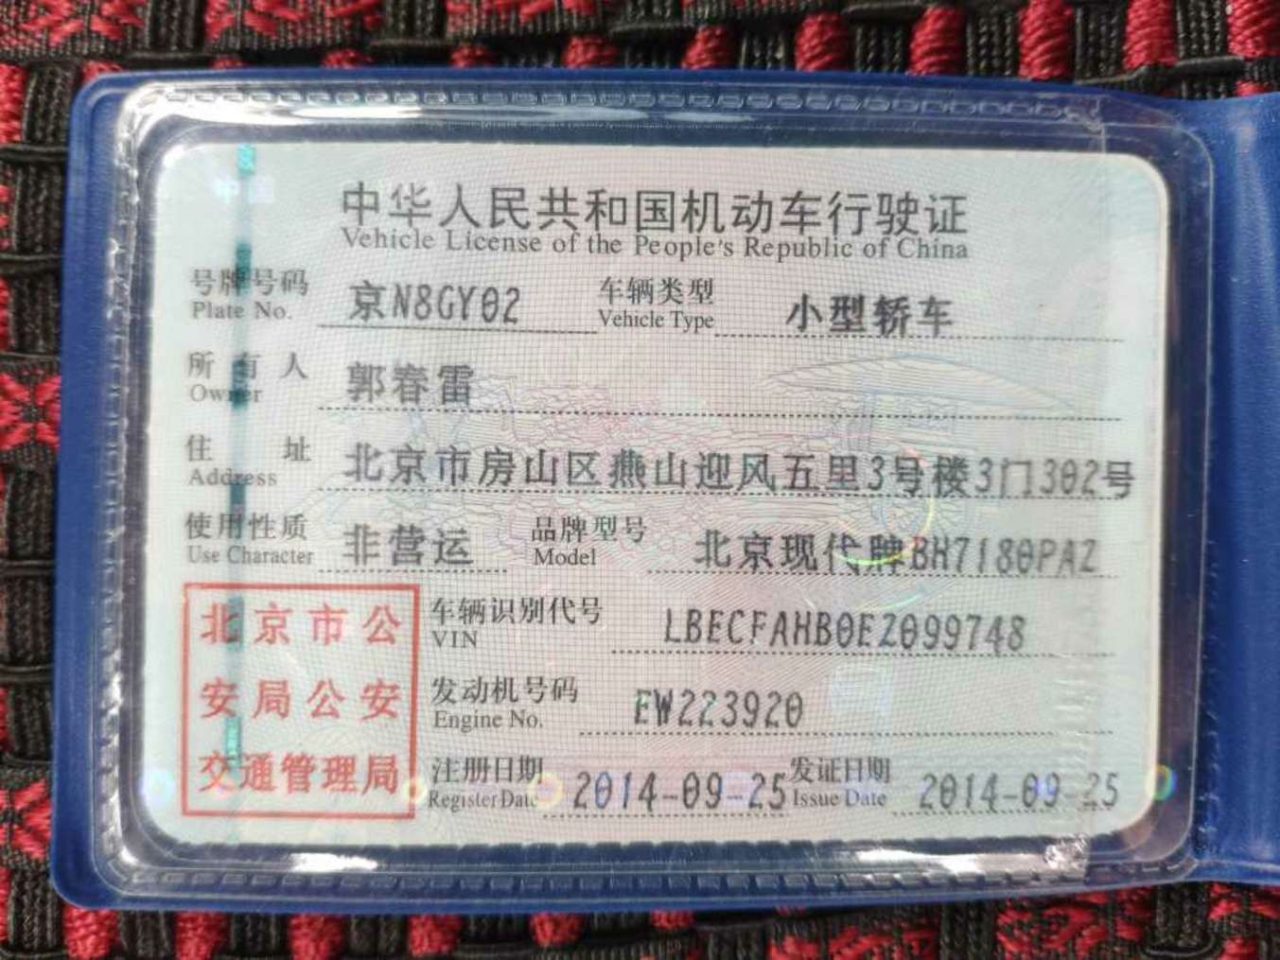 中华人民共和国机动车行驶证
Vehicle License of the People's Republic of China
号牌号码 京N8GY02 车辆类型 小型轿车
Plate No. Vehicle Type
所有人 郭春雷
Owner
住址 北京市房山区燕山迎风五里3号楼3门302号
Address
使用性质 非营运 品牌型号 北京现代牌BH7180PAZ
Use Character Model
北京市公安局公安交通管理局
车辆识别代号 LBECFAHB0EZ099748
VIN
发动机号码 EW223920
Engine No.
注册日期 2014-09-25 发证日期 2014-09-25
Register Date Issue Date